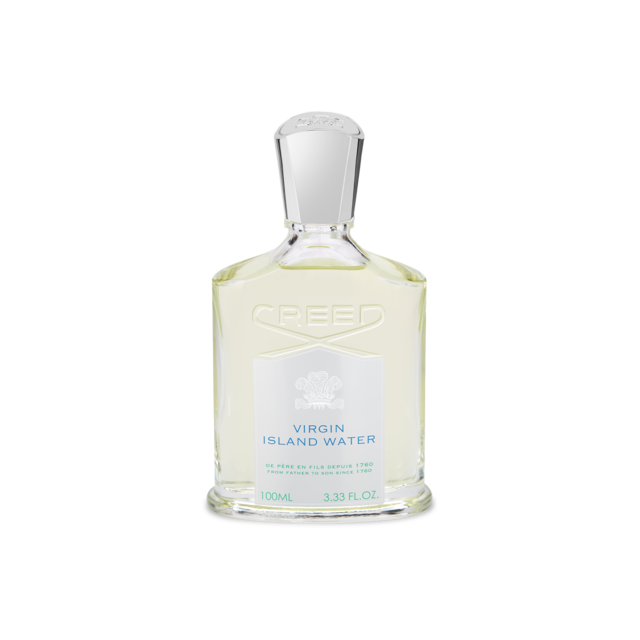 CREED
VIRGIN
ISLAND WATER
DE PÈRE EN FILS DEPUIS 1760
FROM FATHER TO SON SINCE 1760
100ML 3.33 FL.OZ.